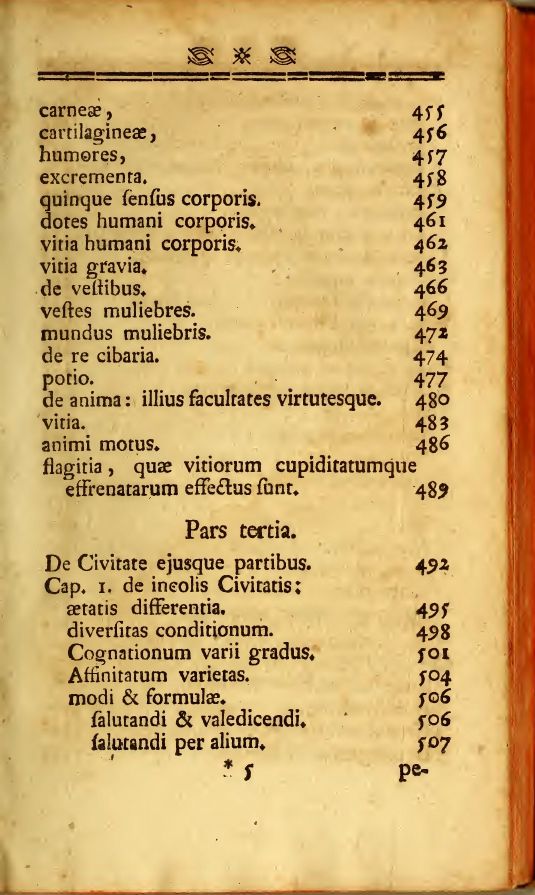 carneæ, 455
cartilagineæ, 456
humores, 457
excrementa. 458
quinque ſenſus corporis. 459
dotes humani corporis. 461
vitia humani corporis. 462
vitia gravia. 463
de veſtibus. 466
veſtes muliebres. 469
mundus muliebris. 472
de re cibaria. 474
potio. 477
de anima: illius facultates virtutesque. 480
vitia. 483
animi motus. 486
flagitia, quæ vitiorum cupiditatumque
effrenatarum effectus ſunt. 489
Pars tertia.
De Civitate ejusque partibus. 492
Cap. 1. de incolis Civitatis:
ætatis differentia. 495
diverſitas conditionum. 498
Cognationum varii gradus. 501
Affinitatum varietas. 504
modi & formulæ. 506
ſalutandi & valedicendi. 506
ſalutandi per alium. 507
* 5 pe-